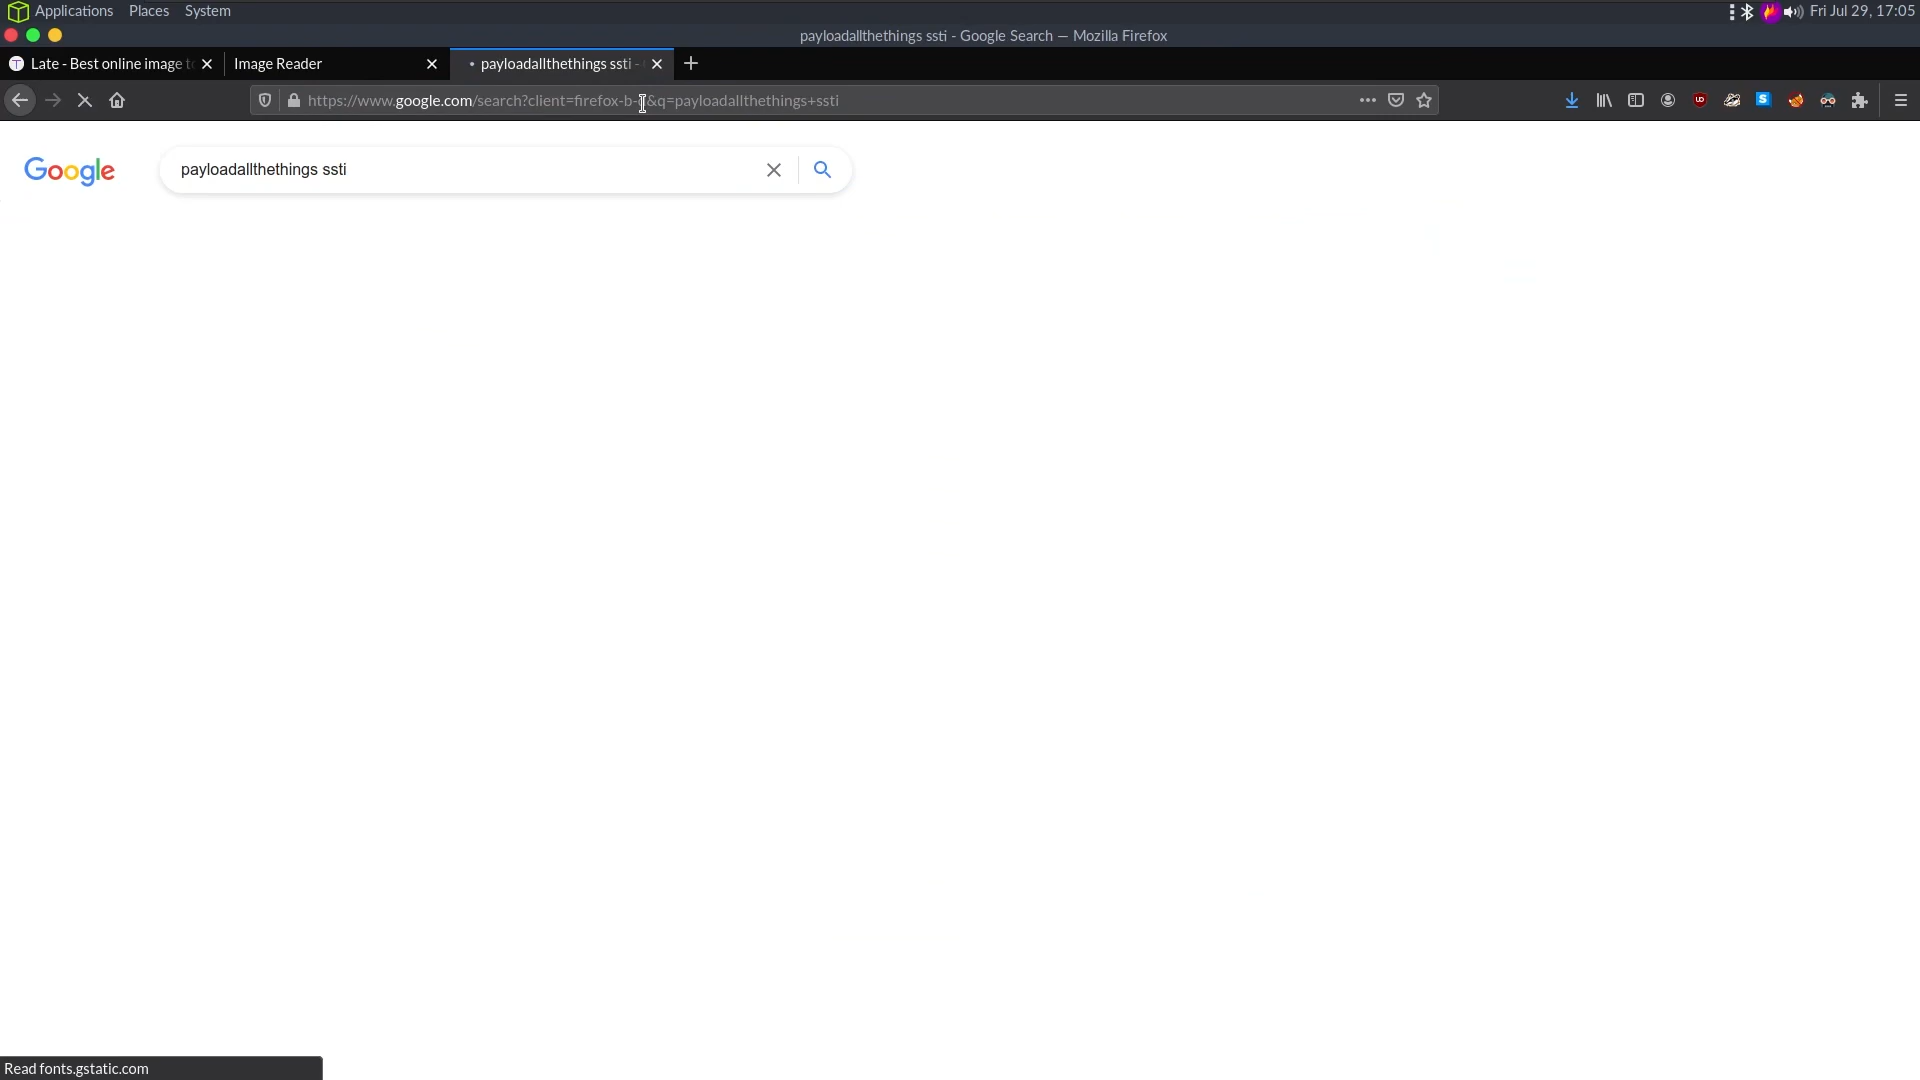 Applications Places System Fri Jul 29, 17:05
payloadallthethings ssti - Google Search — Mozilla Firefox
Late - Best online image t Image Reader payloadallthethings ssti -
https://www.google.com/search?client=firefox-b- &q=payloadallthethings+ssti
Google payloadallthethings ssti
Read fonts.gstatic.com